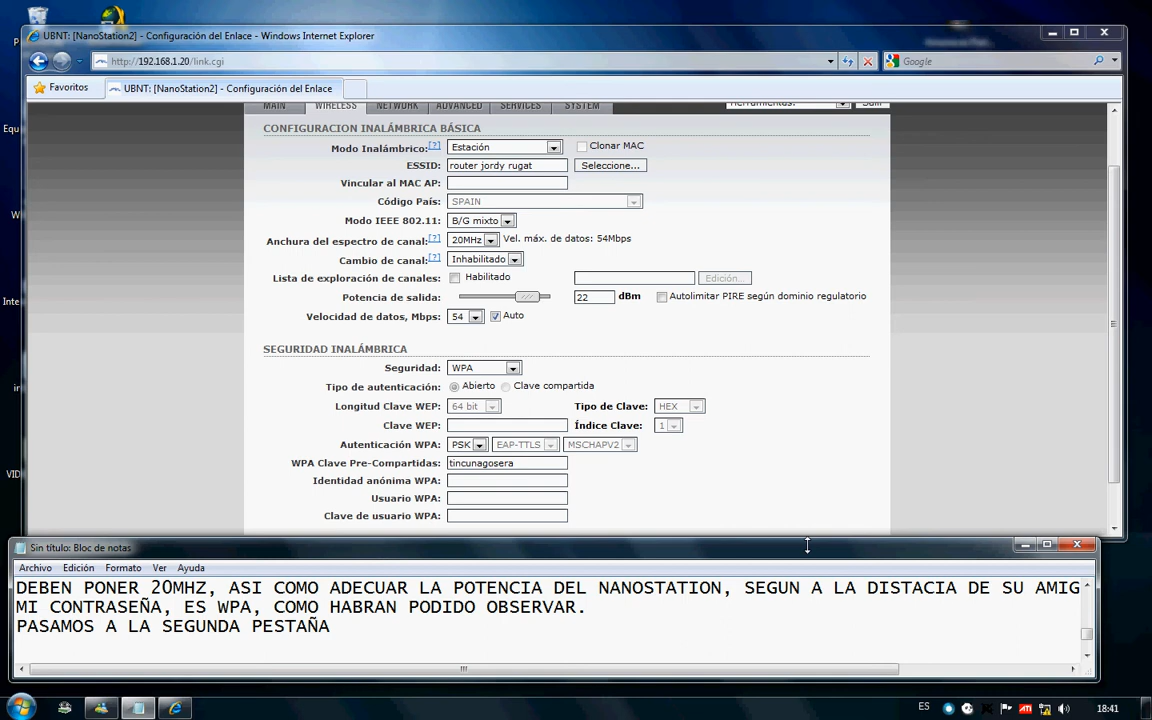 UBNT: [NanoStation2] - Configuración del Enlace - Windows Internet Explorer
http://192.168.1.20/link.cgi
Google
Favoritos
UBNT: [NanoStation2] - Configuración del Enlace
MAIN WIRELESS NETWORK ADVANCED SERVICES SYSTEM Herramientas: Salir
CONFIGURACION INALÁMBRICA BÁSICA
Modo Inalámbrico:[?] Estación Clonar MAC
ESSID: router jordy rugat Seleccione...
Vincular al MAC AP:
Código País: SPAIN
Modo IEEE 802.11: B/G mixto
Anchura del espectro de canal:[?] 20MHz Vel. máx. de datos: 54Mbps
Cambio de canal:[?] Inhabilitado
Lista de exploración de canales: Habilitado Edición...
Potencia de salida: 22 dBm Autolimitar PIRE según dominio regulatorio
Velocidad de datos, Mbps: 54 Auto
SEGURIDAD INALÁMBRICA
Seguridad: WPA
Tipo de autenticación: Abierto Clave compartida
Longitud Clave WEP: 64 bit Tipo de Clave: HEX
Clave WEP: Índice Clave: 1
Autenticación WPA: PSK EAP-TTLS MSCHAPV2
WPA Clave Pre-Compartidas: tincunagosera
Identidad anónima WPA:
Usuario WPA:
Clave de usuario WPA:
Sin título: Bloc de notas
Archivo Edición Formato Ver Ayuda
DEBEN PONER 20MHZ, ASI COMO ADECUAR LA POTENCIA DEL NANOSTATION, SEGUN A LA DISTACIA DE SU AMIG
MI CONTRASEÑA, ES WPA, COMO HABRAN PODIDO OBSERVAR.
PASAMOS A LA SEGUNDA PESTAÑA
ES ATI 18:41